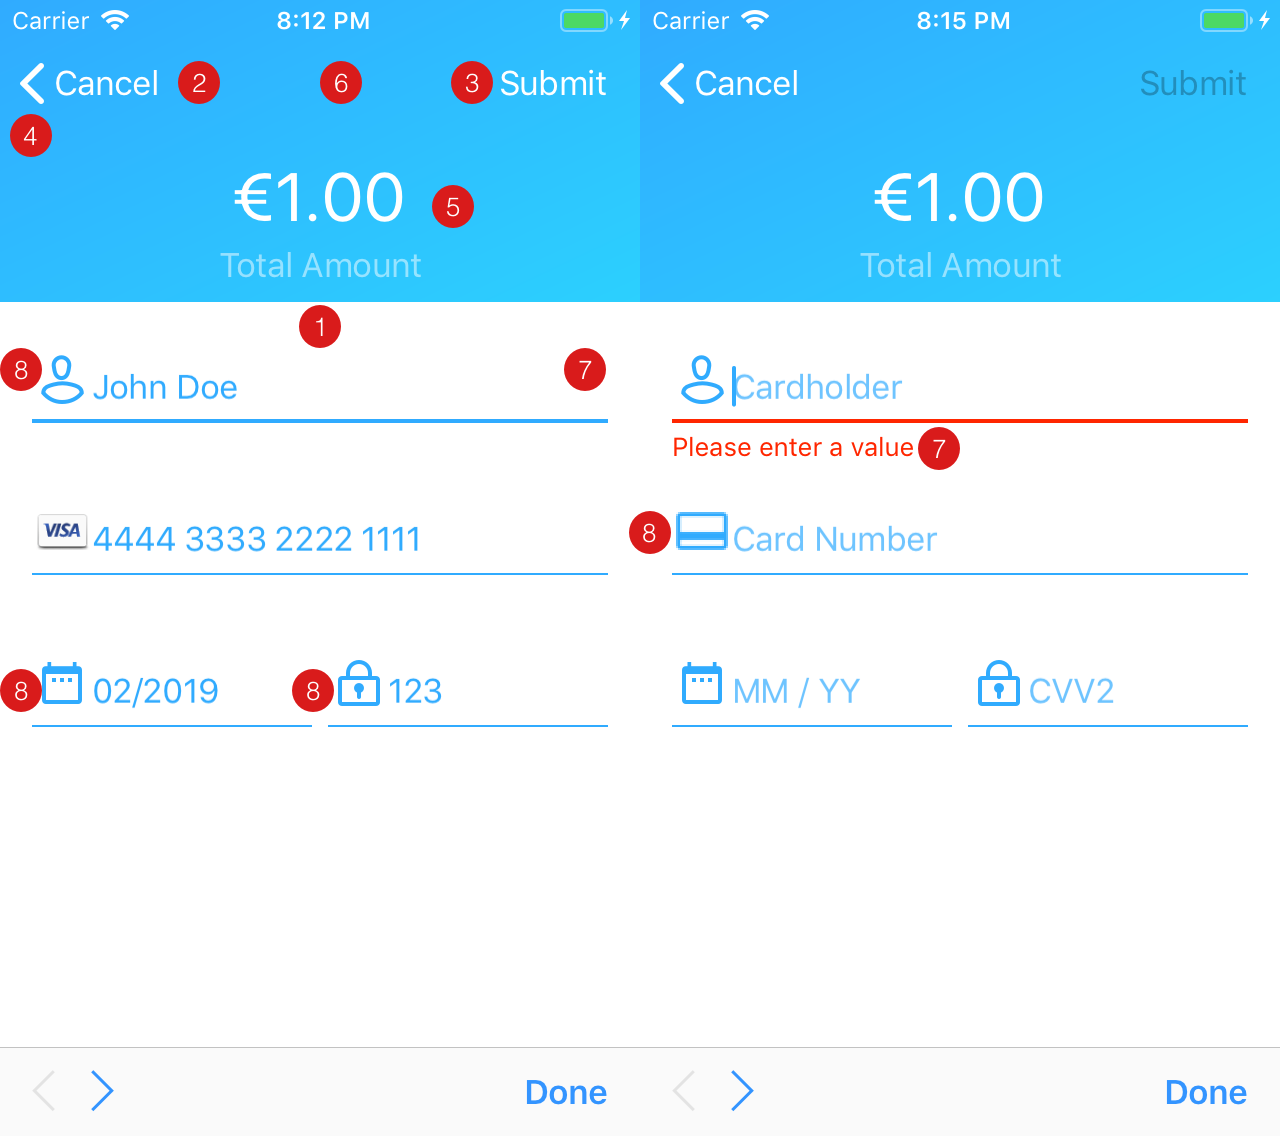 Carrier 8:12 PM
Cancel 2 6 3 Submit
4
€1.00 5
Total Amount
1
8 John Doe 7
VISA 4444 3333 2222 1111
8 02/2019 8 123
Done
Carrier 8:15 PM
Cancel Submit
€1.00
Total Amount
Cardholder
Please enter a value 7
8 Card Number
MM / YY CVV2
Done